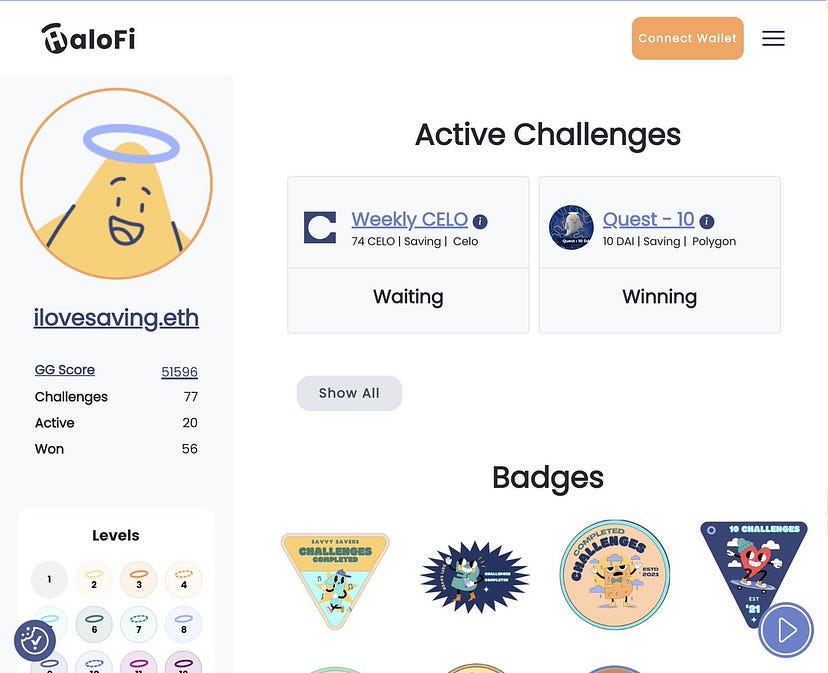 HaloFi
Connect Wallet
ilovesaving.eth
GG Score 51596
Challenges 77
Active 20
Won 56
Levels
1 2 3 4
6 7 8
Active Challenges
Weekly CELO i
74 CELO | Saving | Celo
Waiting
Quest - 10 i
10 DAI | Saving | Polygon
Winning
Show All
Badges
SAVVY SAVERS
CHALLENGES
COMPLETED
CHALLENGES
COMPLETED
COMPLETED
CHALLENGES
ESTD
2021
10 CHALLENGES
EST
'21